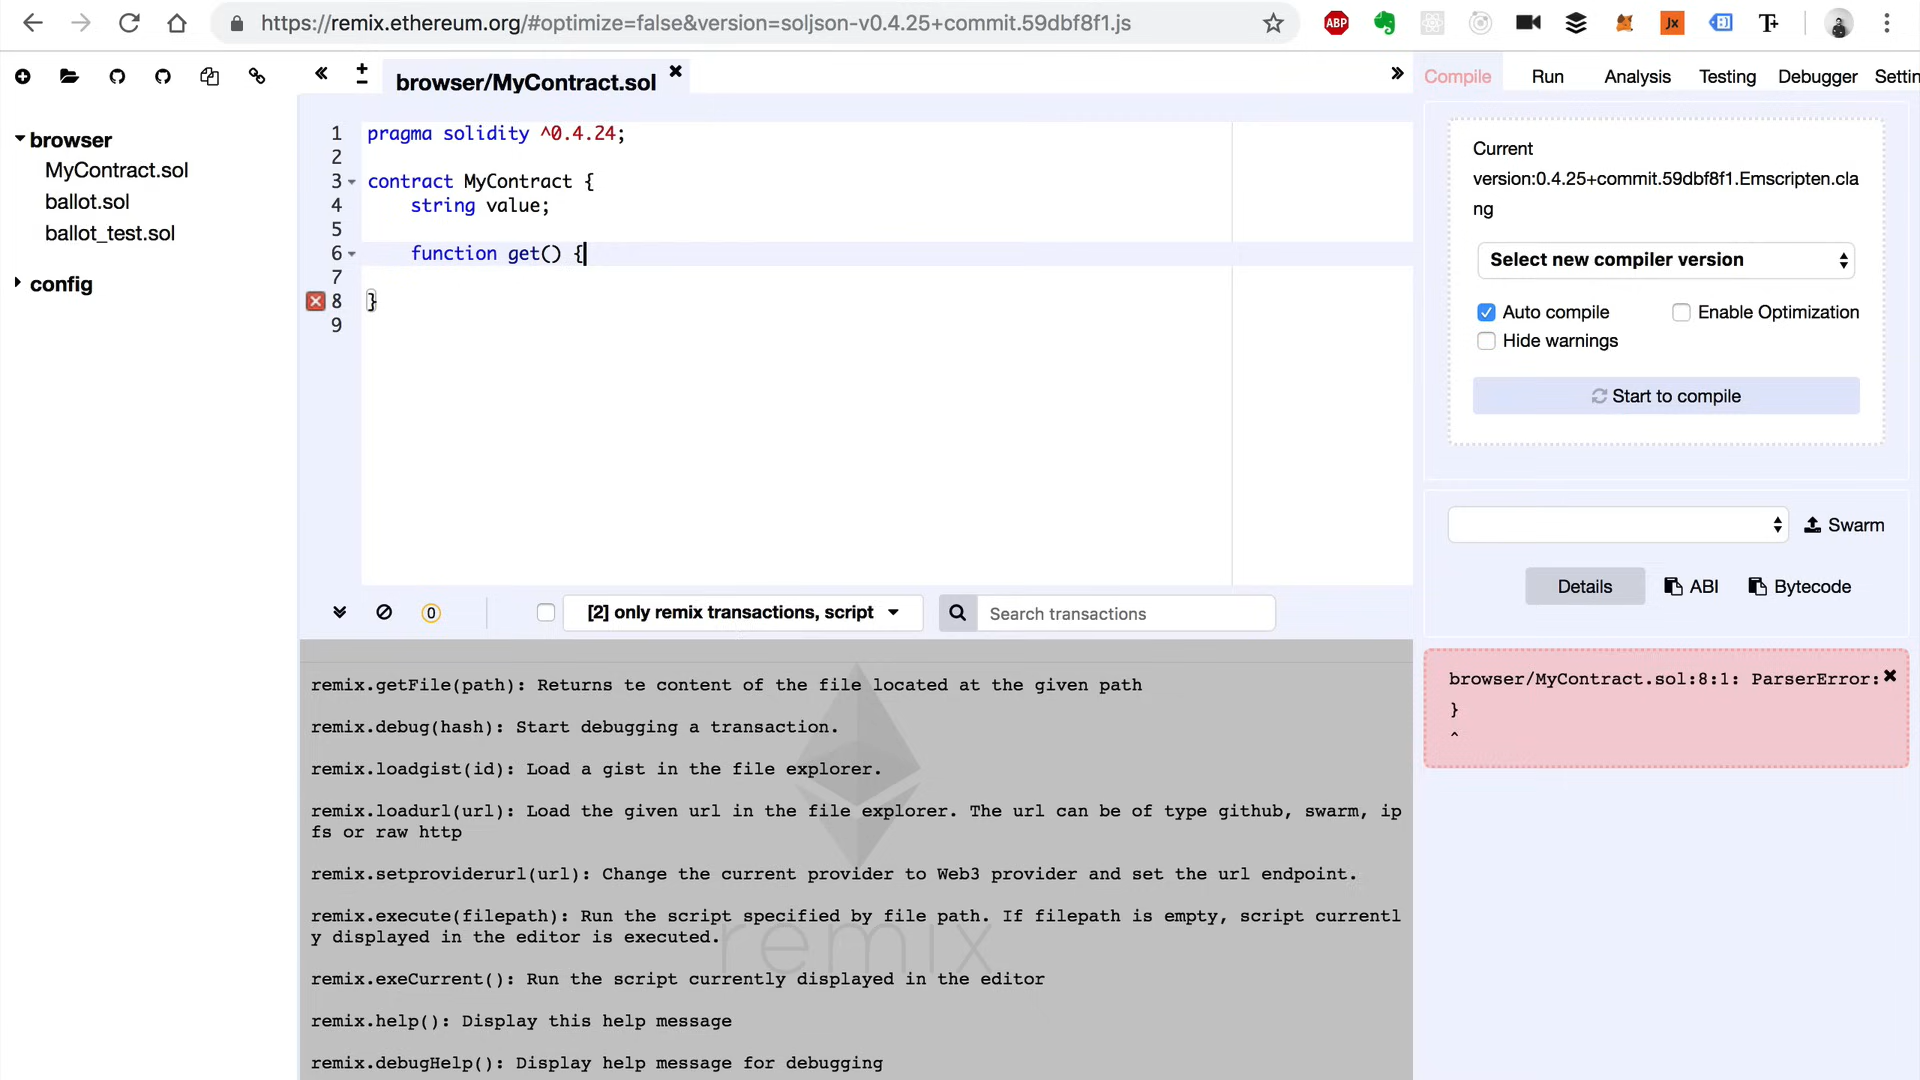 https://remix.ethereum.org/#optimize=false&version=soljson-v0.4.25+commit.59dbf8f1.js
ABP
Jx
T+
browser/MyContract.sol
Compile
Run
Analysis
Testing
Debugger
Settin
browser
MyContract.sol
ballot.sol
ballot_test.sol
config
1 pragma solidity ^0.4.24;
2
3 contract MyContract {
4 string value;
5
6 function get() {
7
8 }
9
Current
version:0.4.25+commit.59dbf8f1.Emscripten.cla
ng
Select new compiler version
Auto compile
Enable Optimization
Hide warnings
Start to compile
Swarm
Details
ABI
Bytecode
browser/MyContract.sol:8:1: ParserError:
}
^
0
[2] only remix transactions, script
Search transactions
remix.getFile(path): Returns te content of the file located at the given path
remix.debug(hash): Start debugging a transaction.
remix.loadgist(id): Load a gist in the file explorer.
remix.loadurl(url): Load the given url in the file explorer. The url can be of type github, swarm, ip
fs or raw http
remix.setproviderurl(url): Change the current provider to Web3 provider and set the url endpoint.
remix.execute(filepath): Run the script specified by file path. If filepath is empty, script currentl
y displayed in the editor is executed.
remix.exeCurrent(): Run the script currently displayed in the editor
remix.help(): Display this help message
remix.debugHelp(): Display help message for debugging
remix